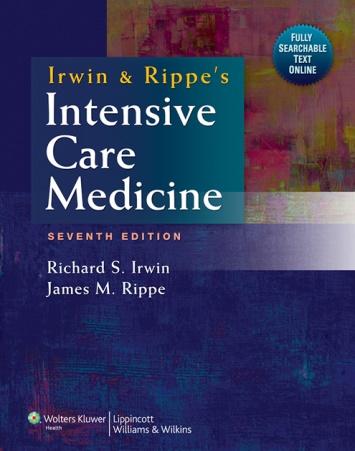 FULLY
SEARCHABLE
TEXT
ONLINE
Irwin & Rippe's
Intensive
Care
Medicine
SEVENTH EDITION
Richard S. Irwin
James M. Rippe
Wolters Kluwer
Health
Lippincott
Williams & Wilkins